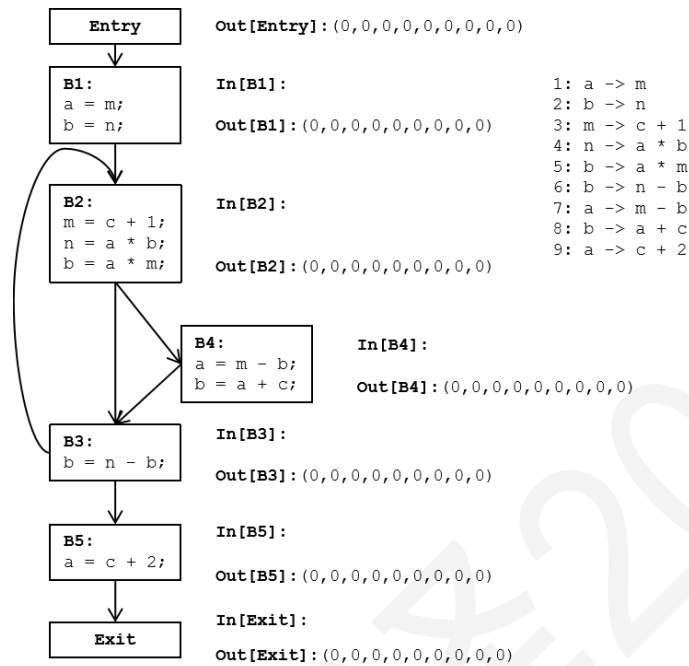 Entry Out[Entry]:(0,0,0,0,0,0,0,0,0)
B1: In[B1]: 1: a -> m
a = m; 2: b -> n
b = n; Out[B1]:(0,0,0,0,0,0,0,0,0) 3: m -> c + 1
4: n -> a * b
5: b -> a * m
B2: In[B2]: 6: b -> n - b
m = c + 1; 7: a -> m - b
n = a * b; 8: b -> a + c
b = a * m; Out[B2]:(0,0,0,0,0,0,0,0,0) 9: a -> c + 2
B4: In[B4]:
a = m - b;
b = a + c; Out[B4]:(0,0,0,0,0,0,0,0,0)
B3: In[B3]:
b = n - b;
Out[B3]:(0,0,0,0,0,0,0,0,0)
B5: In[B5]:
a = c + 2;
Out[B5]:(0,0,0,0,0,0,0,0,0)
In[Exit]:
Exit
Out[Exit]:(0,0,0,0,0,0,0,0,0)